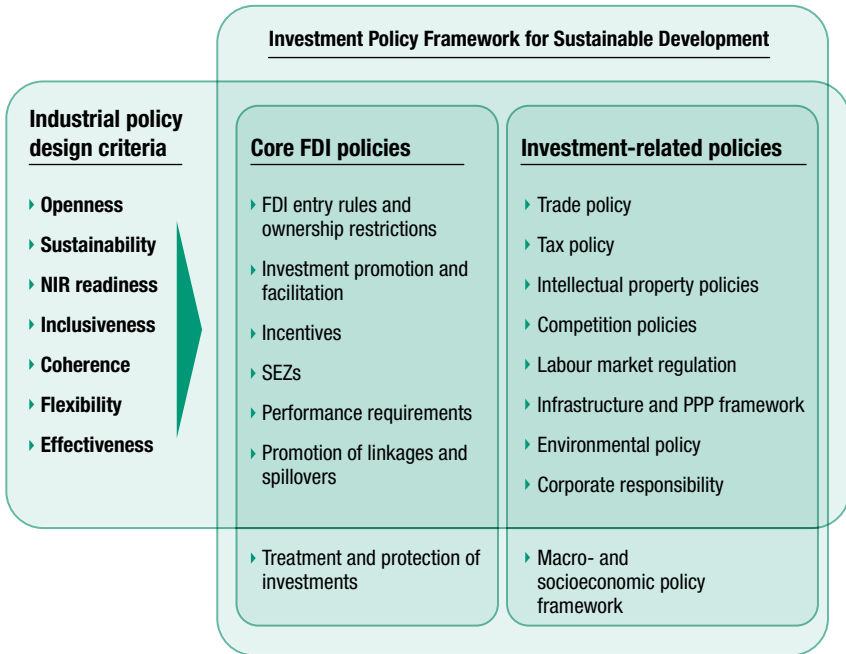 Investment Policy Framework for Sustainable Development
Industrial policy
design criteria
Openness
Sustainability
NIR readiness
Inclusiveness
Coherence
Flexibility
Effectiveness
Core FDI policies
FDI entry rules and
ownership restrictions
Investment promotion and
facilitation
Incentives
SEZs
Performance requirements
Promotion of linkages and
spillovers
Treatment and protection of
investments
Investment-related policies
Trade policy
Tax policy
Intellectual property policies
Competition policies
Labour market regulation
Infrastructure and PPP framework
Environmental policy
Corporate responsibility
Macro- and
socioeconomic policy
framework